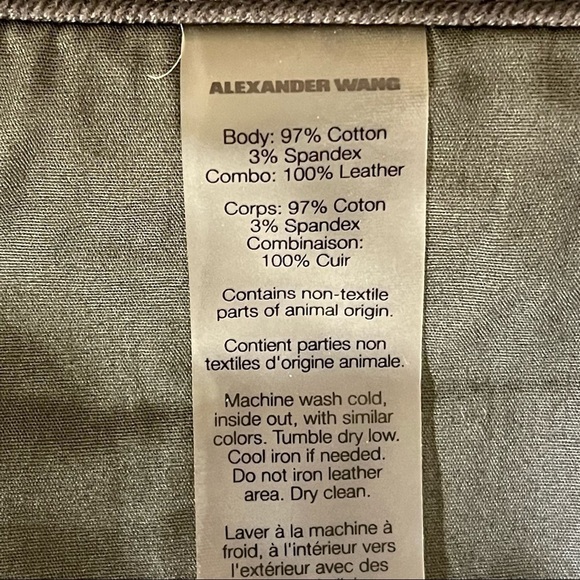 ALEXANDER WANG
Body: 97% Cotton
3% Spandex
Combo: 100% Leather
Corps: 97% Coton
3% Spandex
Combinaison:
100% Cuir
Contains non-textile
parts of animal origin.
Contient parties non
textiles d'origine animale.
Machine wash cold,
inside out, with similar
colors. Tumble dry low.
Cool iron if needed.
Do not iron leather
area. Dry clean.
Laver à la machine à
froid, à l'intérieur vers
l'extérieur avec des